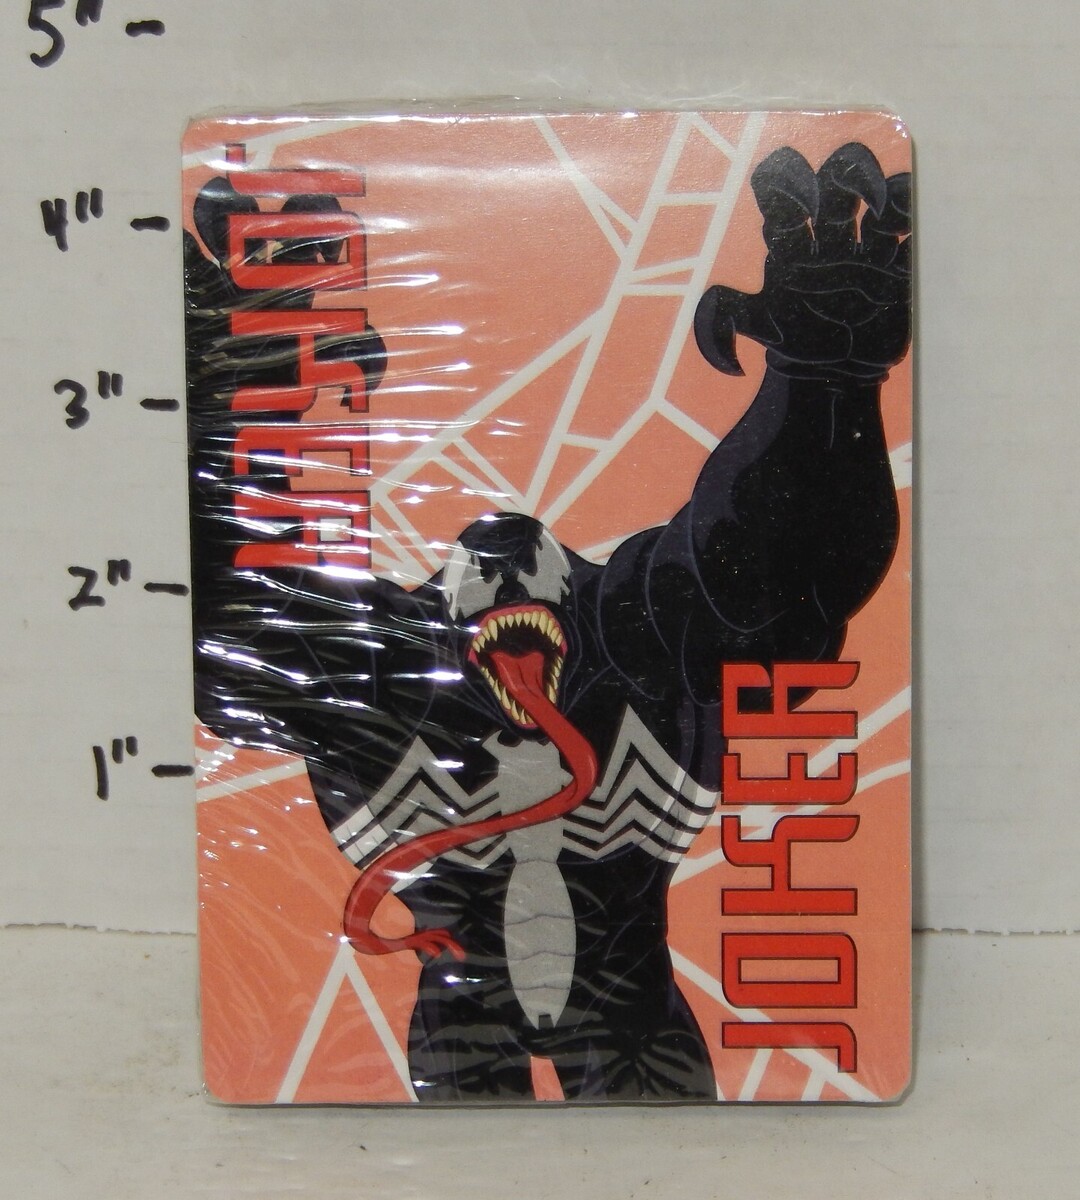 5" -
4" -
3" -
2" -
1" -
JOKER
JOKER